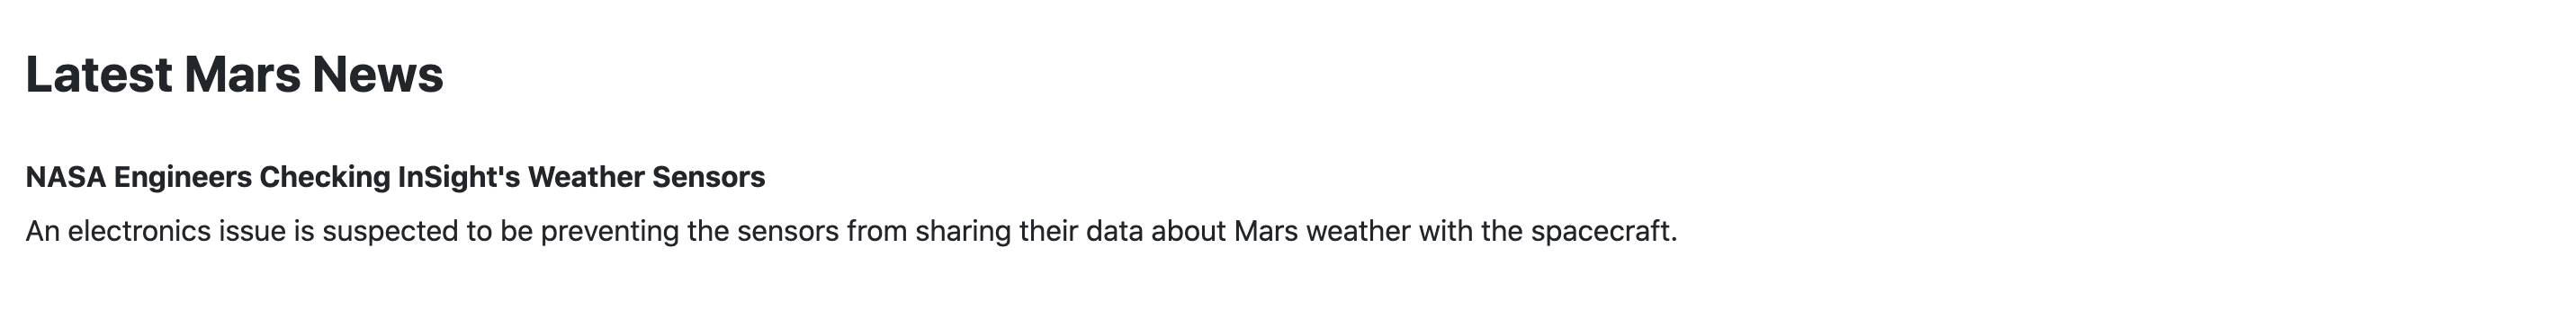 Latest Mars News
NASA Engineers Checking InSight's Weather Sensors
An electronics issue is suspected to be preventing the sensors from sharing their data about Mars weather with the spacecraft.